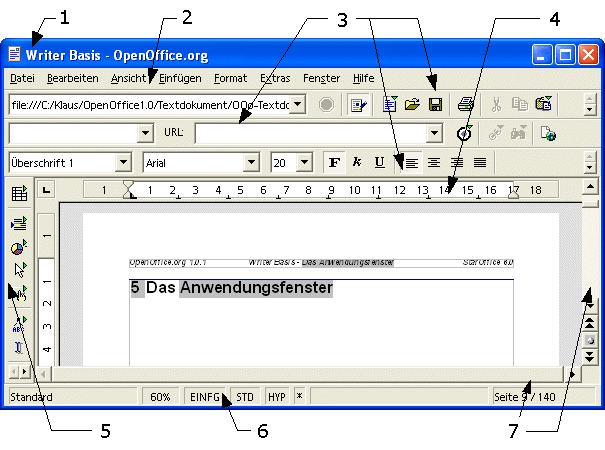 1 2 3 4
Writer Basis - OpenOffice.org
Datei Bearbeiten Ansicht Einfügen Format Extras Fenster Hilfe
file:///C:/Klaus/OpenOffice1.0/Textdokument/OOo-Textdo
URL:
Überschrift 1 Arial 20 F k U
1 1 2 3 4 5 6 7 8 9 10 11 12 13 14 15 16 17 18
OpenOffice.org 1.0.1 Writer Basis - Das Anwendungsfenster StarOffice 6.0
5 Das Anwendungsfenster
1 1 2 3 4
ABC
Standard 60% EINFG STD HYP * Seite 9 / 140
5 6 7